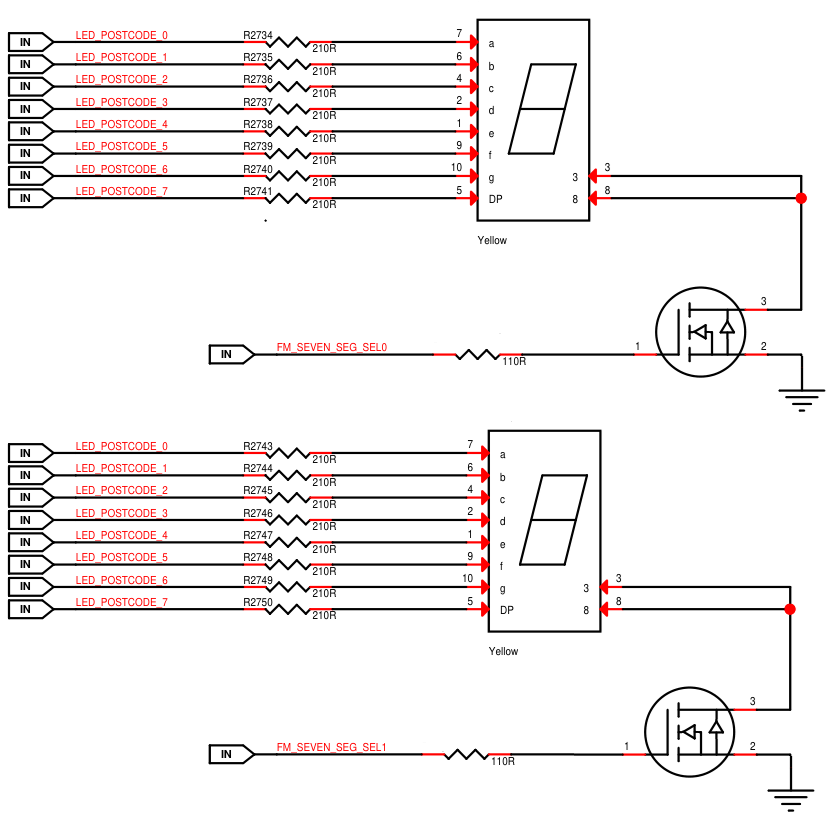 IN LED_POSTCODE_0 R2734 210R 7 a
IN LED_POSTCODE_1 R2735 210R 6 b
IN LED_POSTCODE_2 R2736 210R 4 c
IN LED_POSTCODE_3 R2737 210R 2 d
IN LED_POSTCODE_4 R2738 210R 1 e
IN LED_POSTCODE_5 R2739 210R 9 f
IN LED_POSTCODE_6 R2740 210R 10 g 3 3
IN LED_POSTCODE_7 R2741 210R 5 DP 8 8
Yellow
3
IN FM_SEVEN_SEG_SEL0 110R 1 2
IN LED_POSTCODE_0 R2743 210R 7 a
IN LED_POSTCODE_1 R2744 210R 6 b
IN LED_POSTCODE_2 R2745 210R 4 c
IN LED_POSTCODE_3 R2746 210R 2 d
IN LED_POSTCODE_4 R2747 210R 1 e
IN LED_POSTCODE_5 R2748 210R 9 f
IN LED_POSTCODE_6 R2749 210R 10 g 3 3
IN LED_POSTCODE_7 R2750 210R 5 DP 8 8
Yellow
3
IN FM_SEVEN_SEG_SEL1 110R 1 2